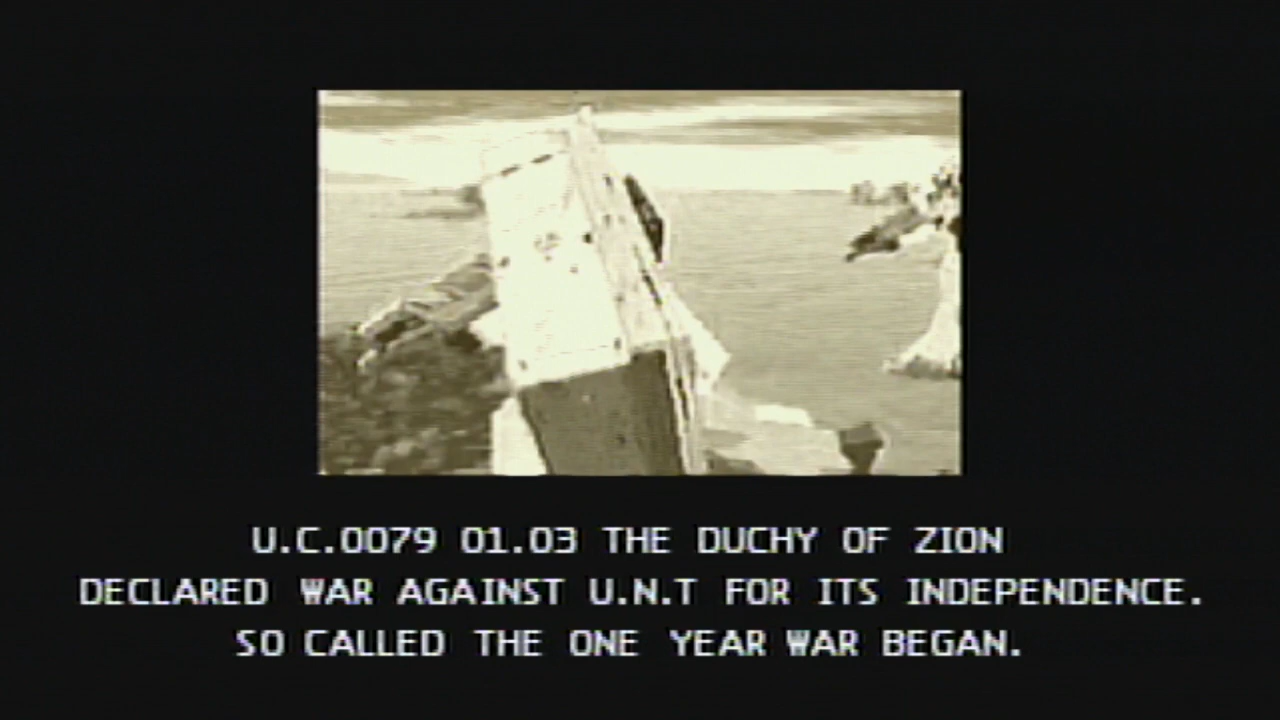 U.C.0079 01.03 THE DUCHY OF ZION
DECLARED WAR AGAINST U.N.T FOR ITS INDEPENDENCE.
SO CALLED THE ONE YEAR WAR BEGAN.